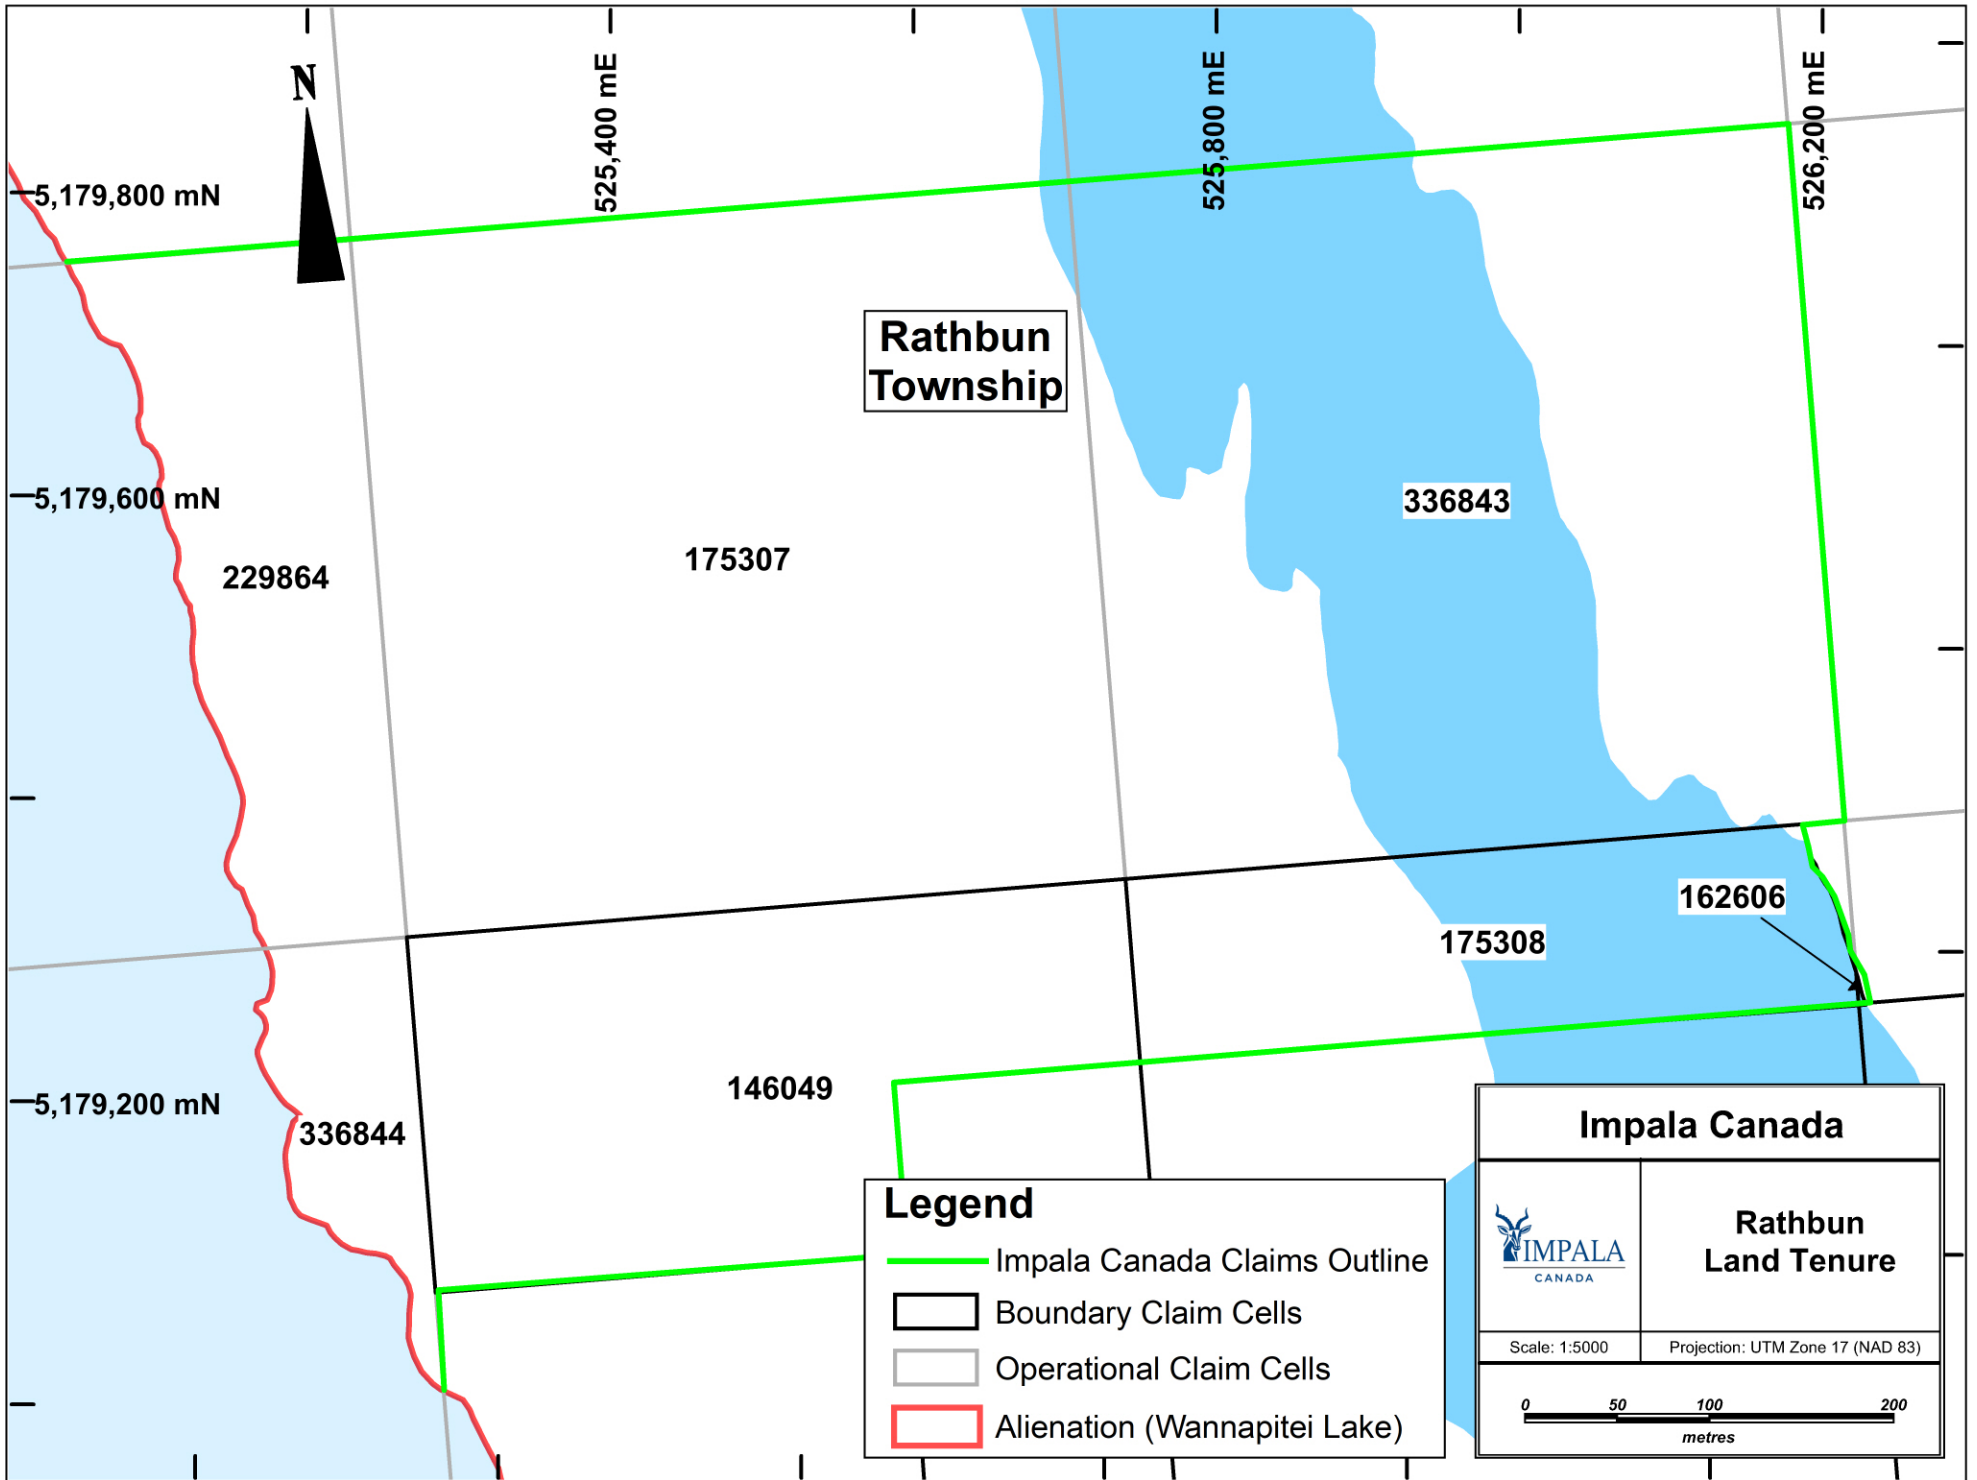 N
525,400 mE
525,800 mE
526,200 mE
5,179,800 mN
Rathbun
Township
5,179,600 mN
336843
175307
229864
162606
175308
146049
5,179,200 mN
336844
Legend
Impala Canada Claims Outline
Boundary Claim Cells
Operational Claim Cells
Alienation (Wannapitei Lake)
Impala Canada
IMPALA
CANADA
Rathbun
Land Tenure
Scale: 1:5000
Projection: UTM Zone 17 (NAD 83)
0 50 100 200
metres